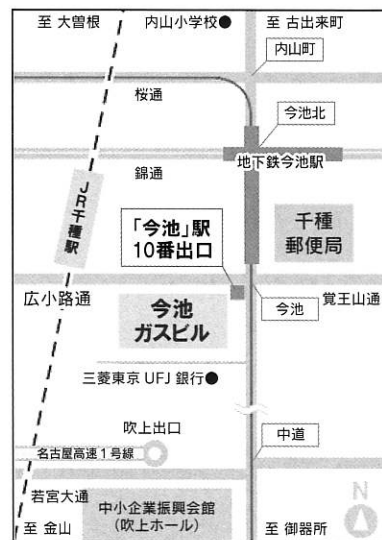 至 大曽根
内山小学校●
至 古出来町
内山町
桜通
今池北
地下鉄今池駅
錦通
JR千種駅
「今池」駅
10番出口
千種
郵便局
広小路通
今池
ガスビル
今池
覚王山通
三菱東京UFJ銀行●
吹上出口
中道
名古屋高速1号線
若宮大通
中小企業振興会館
(吹上ホール)
N
至 金山
至 御器所